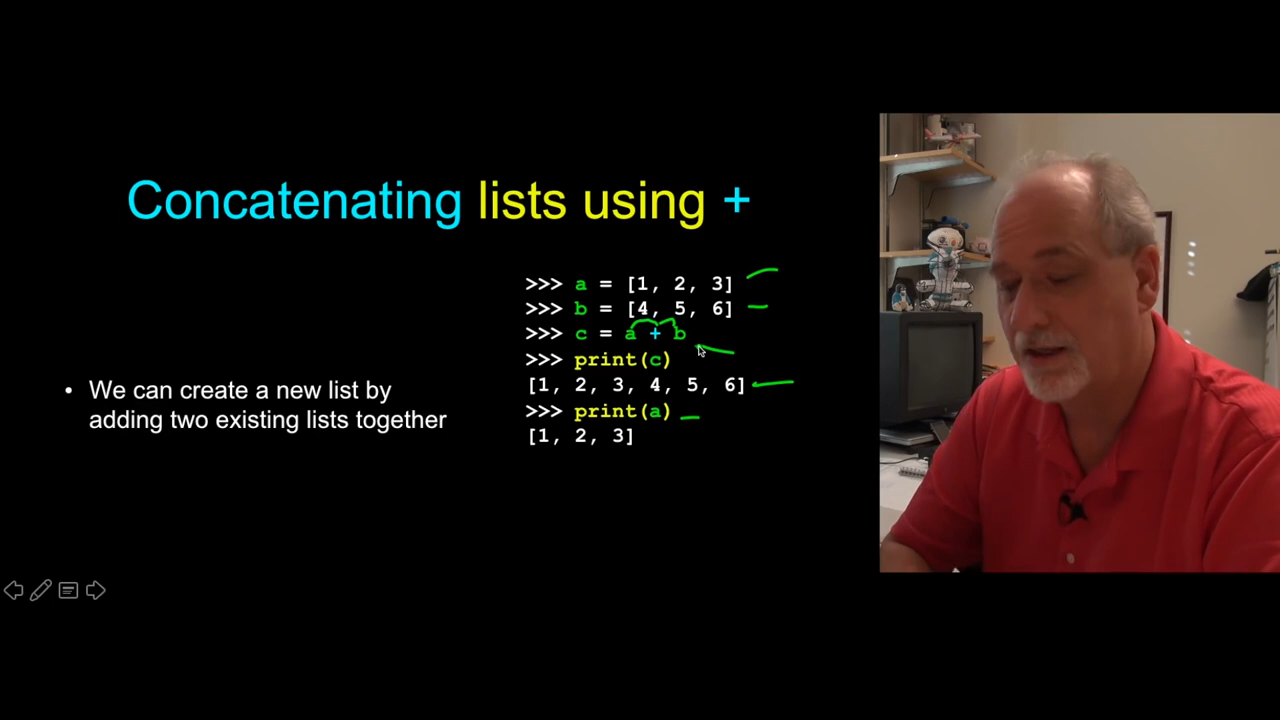 Concatenating lists using +
• We can create a new list by
adding two existing lists together
>>> a = [1, 2, 3]
>>> b = [4, 5, 6]
>>> c = a + b
>>> print(c)
[1, 2, 3, 4, 5, 6]
>>> print(a)
[1, 2, 3]